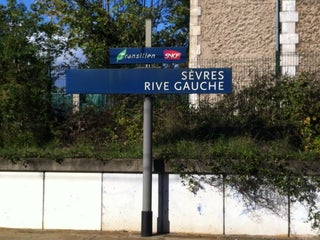 transilien SNCF
SÈVRES
RIVE GAUCHE